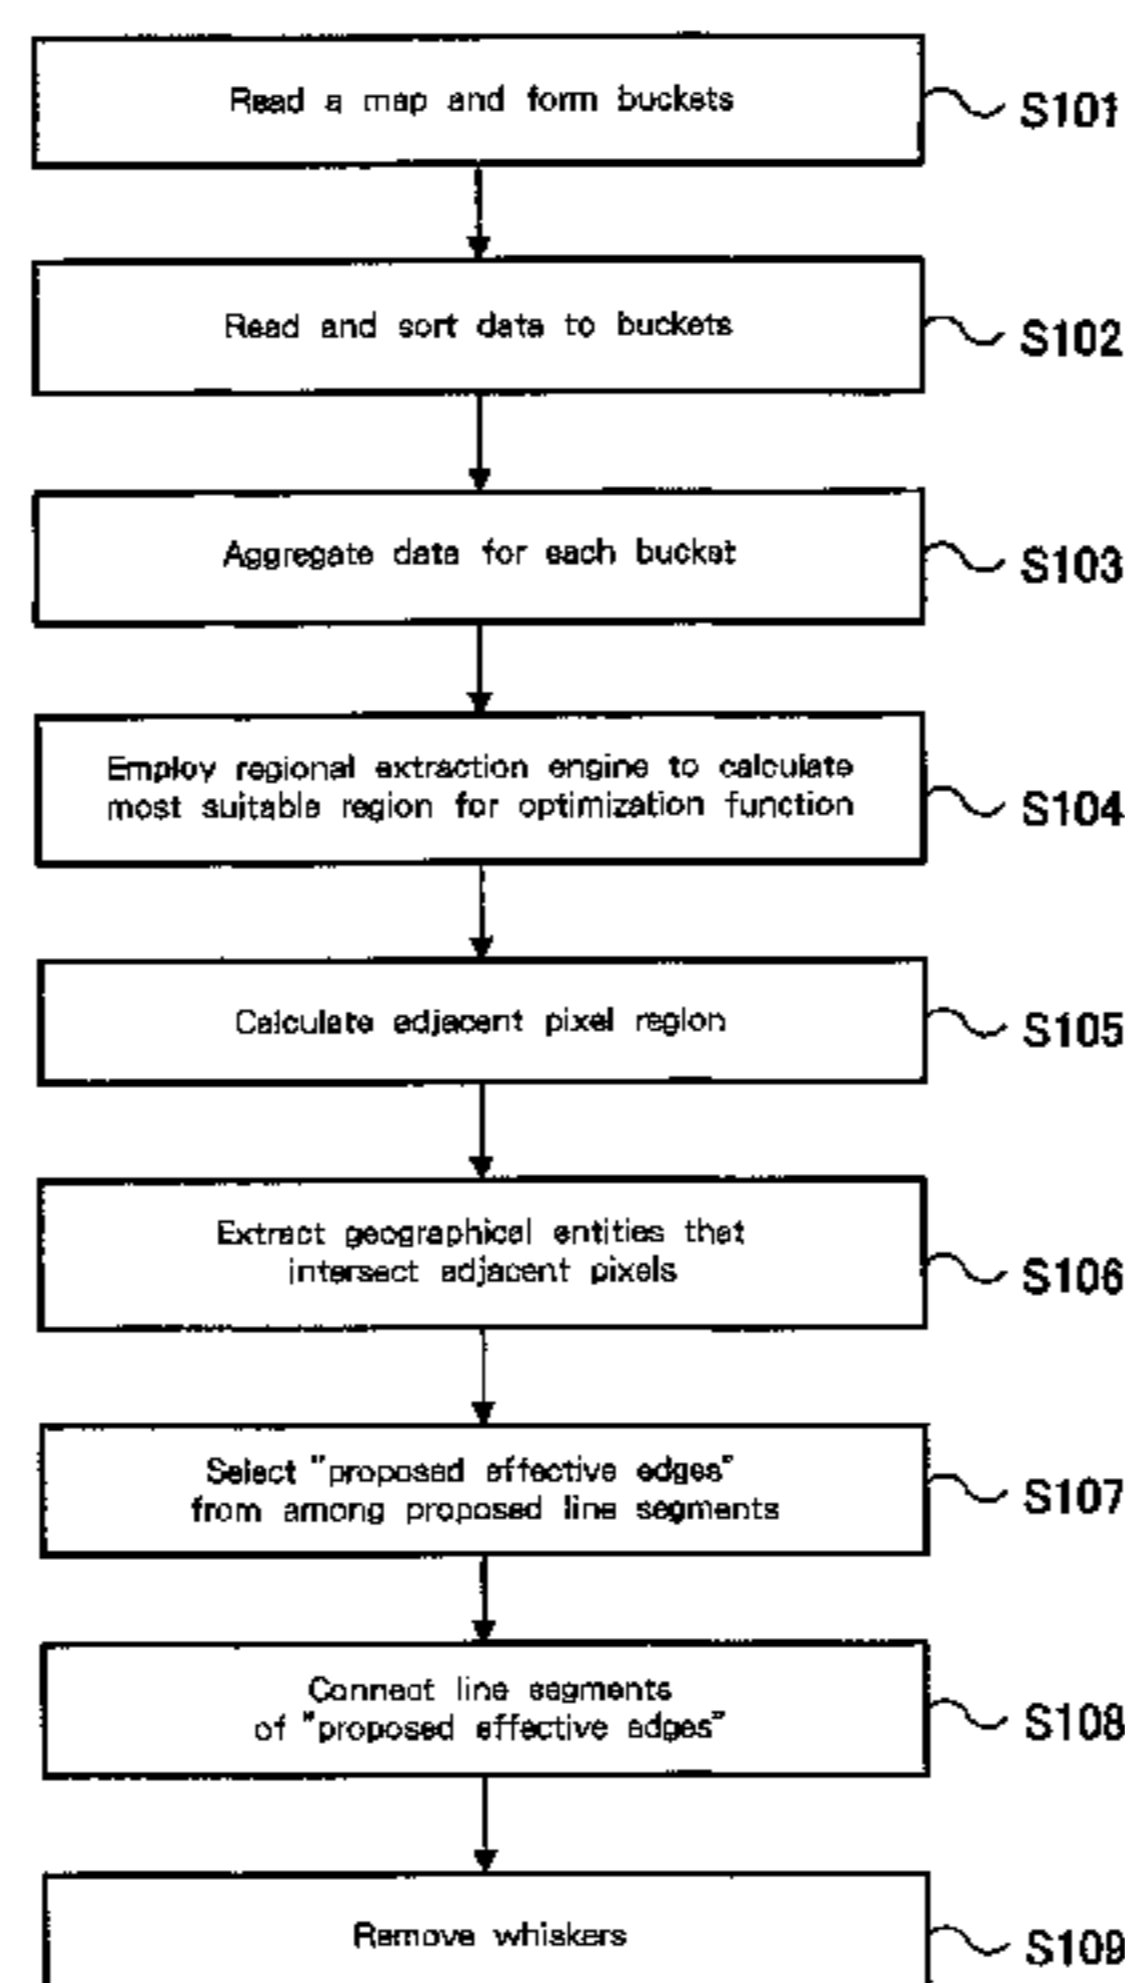 Read a map and form buckets
S101
Read and sort data to buckets
S102
Aggregate data for each bucket
S103
Employ regional extraction engine to calculate
most suitable region for optimization function
S104
Calculate adjacent pixel region
S105
Extract geographical entities that
intersect adjacent pixels
S106
Select "proposed effective edges"
from among proposed line segments
S107
Connect line segments
of "proposed effective edges"
S108
Remove whiskers
S109